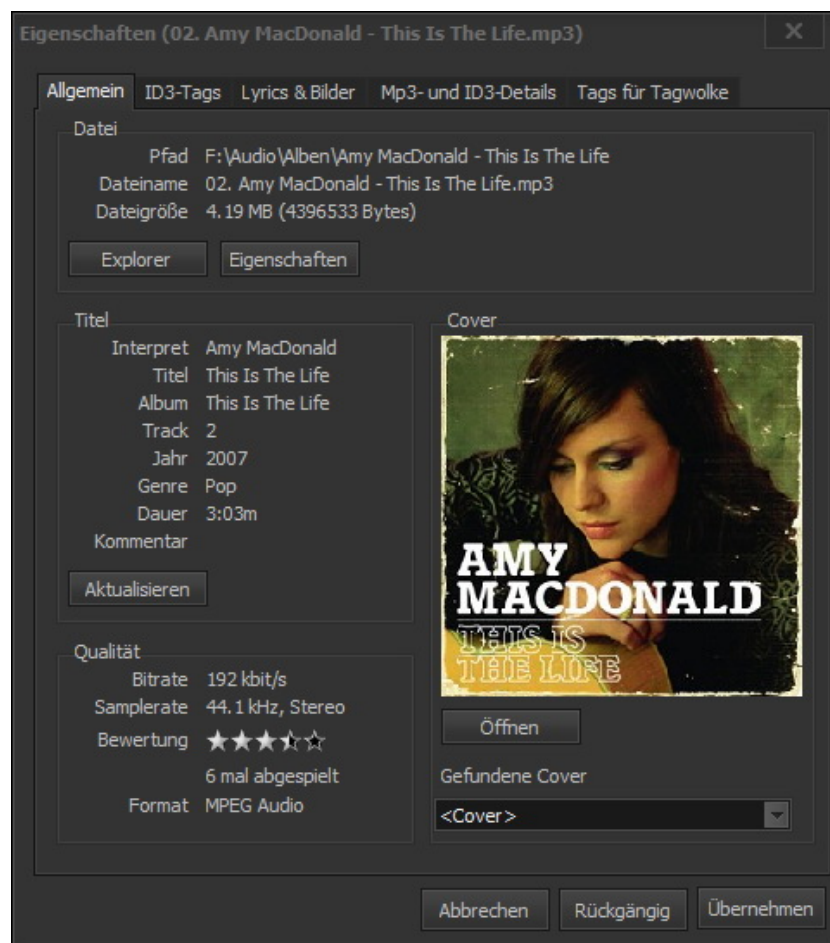 Eigenschaften (02. Amy MacDonald - This Is The Life.mp3)
Allgemein ID3-Tags Lyrics & Bilder Mp3- und ID3-Details Tags für Tagwolke
Datei
Pfad F:\Audio\Alben\Amy MacDonald - This Is The Life
Dateiname 02. Amy MacDonald - This Is The Life.mp3
Dateigröße 4.19 MB (4396533 Bytes)
Explorer Eigenschaften
Titel
Interpret Amy MacDonald
Titel This Is The Life
Album This Is The Life
Track 2
Jahr 2007
Genre Pop
Dauer 3:03m
Kommentar
Aktualisieren
Qualität
Bitrate 192 kbit/s
Samplerate 44.1 kHz, Stereo
Bewertung
6 mal abgespielt
Format MPEG Audio
Cover
AMY
MACDONALD
THIS IS
THE LIFE
Öffnen
Gefundene Cover
<Cover>
Abbrechen Rückgängig Übernehmen